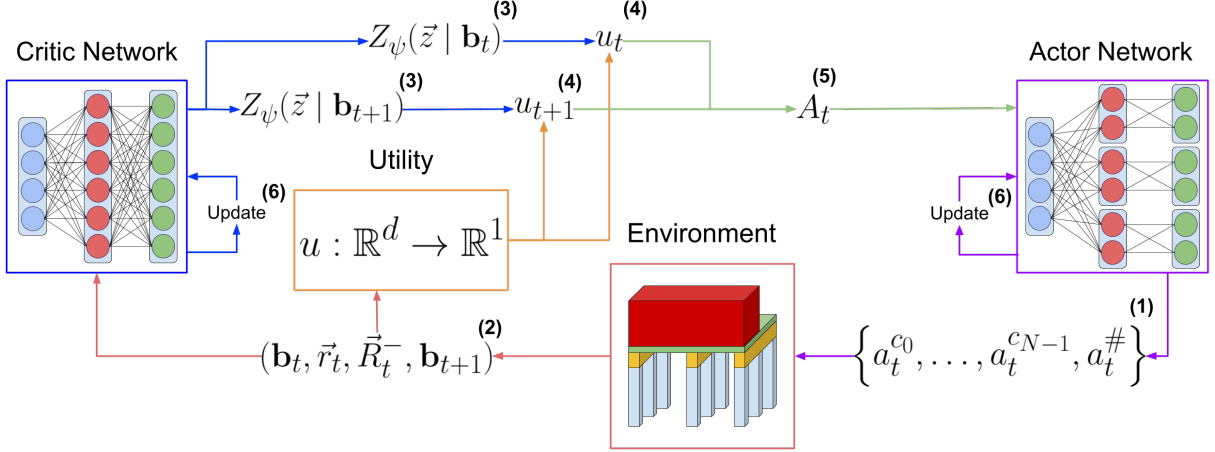 Critic Network
Z_ψ(z⃗ | b_t) (3)
u_t (4)
Actor Network
Z_ψ(z⃗ | b_{t+1}) (3)
u_{t+1} (4)
A_t (5)
Utility
Update (6)
Update (6)
u : ℝ^d → ℝ^1
Environment
(b_t, r⃗_t, R⃗_t^-, b_{t+1}) (2)
{a_t^{c_0}, . . . , a_t^{c_{N-1}}, a_t^#} (1)